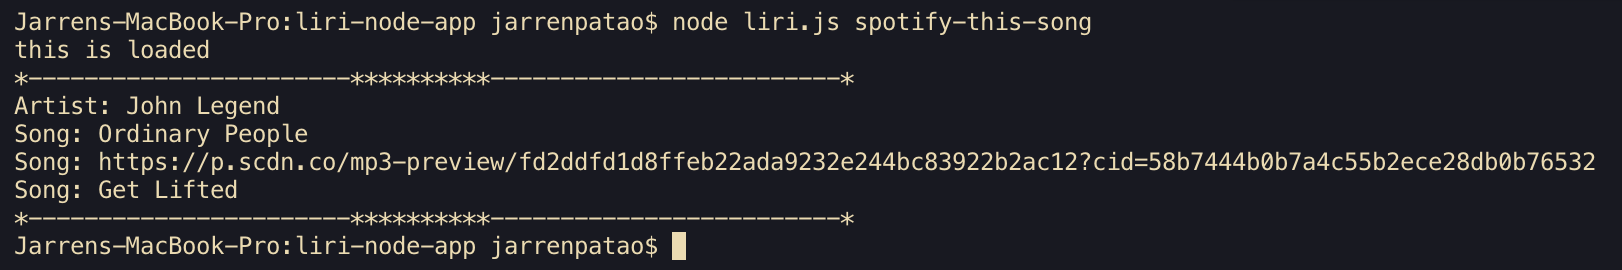 Jarrens-MacBook-Pro:liri-node-app jarrenpatao$ node liri.js spotify-this-song
this is loaded
*-----------------------**********-------------------------*
Artist: John Legend
Song: Ordinary People
Song: https://p.scdn.co/mp3-preview/fd2ddfd1d8ffeb22ada9232e244bc83922b2ac12?cid=58b7444b0b7a4c55b2ece28db0b76532
Song: Get Lifted
*-----------------------**********-------------------------*
Jarrens-MacBook-Pro:liri-node-app jarrenpatao$